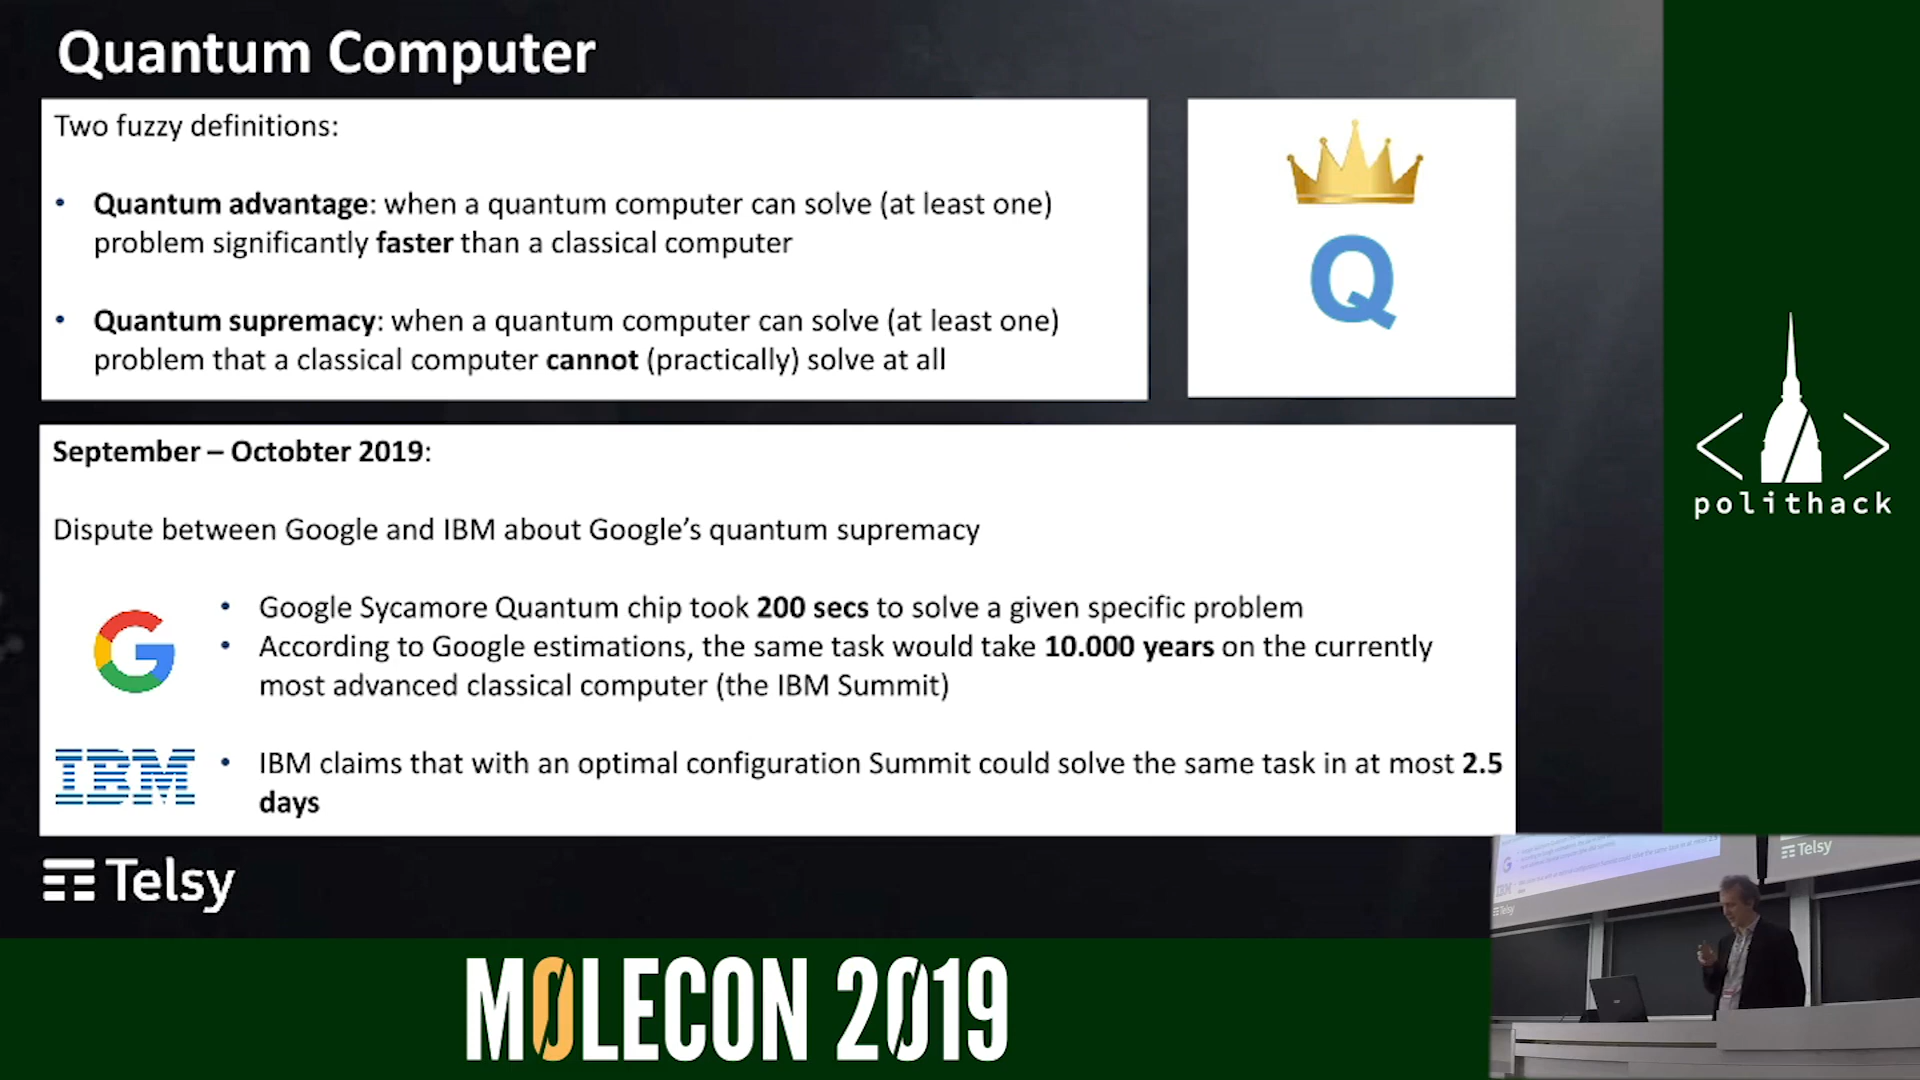 Quantum Computer
Two fuzzy definitions:
• Quantum advantage: when a quantum computer can solve (at least one)
problem significantly faster than a classical computer
• Quantum supremacy: when a quantum computer can solve (at least one)
problem that a classical computer cannot (practically) solve at all
Q
September – Octobter 2019:
Dispute between Google and IBM about Google's quantum supremacy
G
• Google Sycamore Quantum chip took 200 secs to solve a given specific problem
• According to Google estimations, the same task would take 10.000 years on the currently
most advanced classical computer (the IBM Summit)
IBM
• IBM claims that with an optimal configuration Summit could solve the same task in at most 2.5
days
Telsy
polithack
MOLECON 2019
G
IBM
Telsy
Telsy